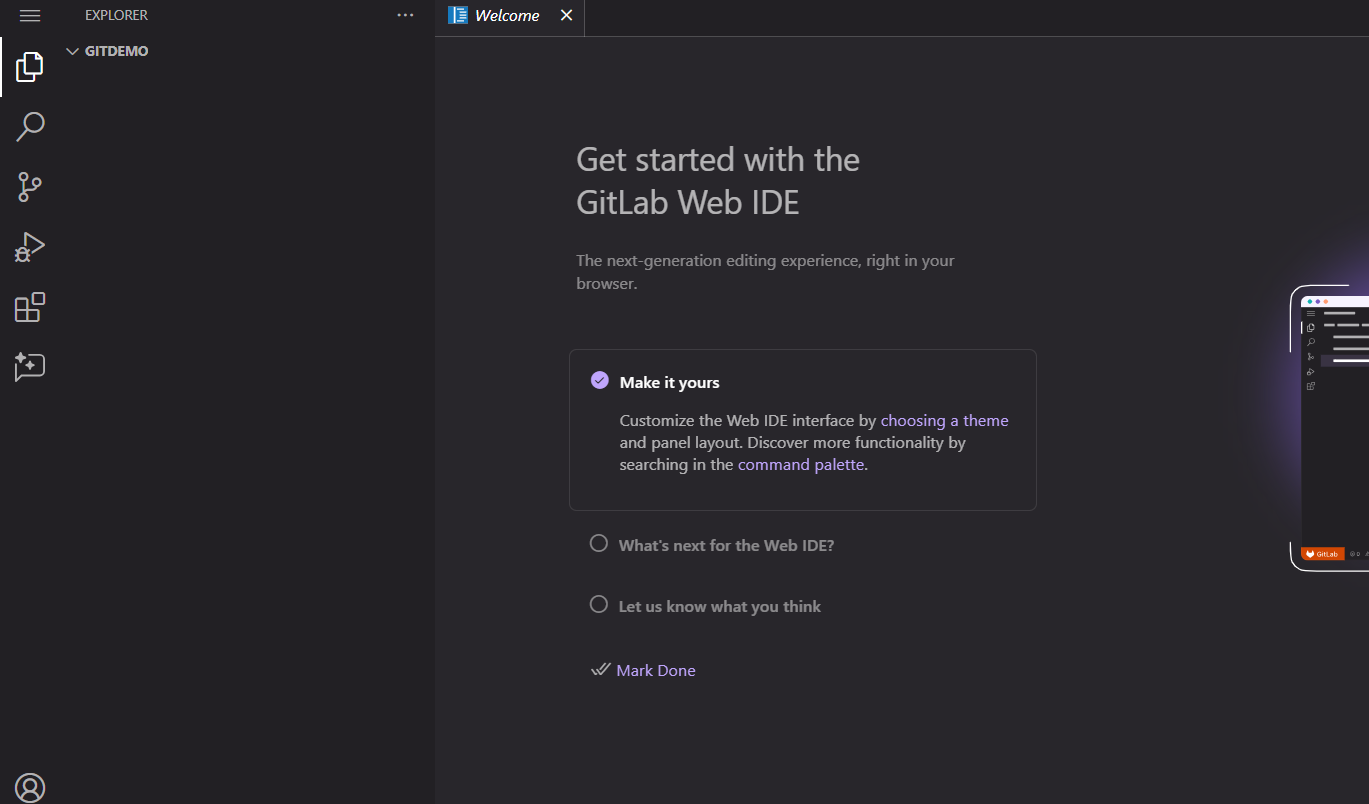 EXPLORER
GITDEMO
Welcome
Get started with the
GitLab Web IDE
The next-generation editing experience, right in your
browser.
Make it yours
Customize the Web IDE interface by choosing a theme
and panel layout. Discover more functionality by
searching in the command palette.
What's next for the Web IDE?
Let us know what you think
Mark Done
GitLab